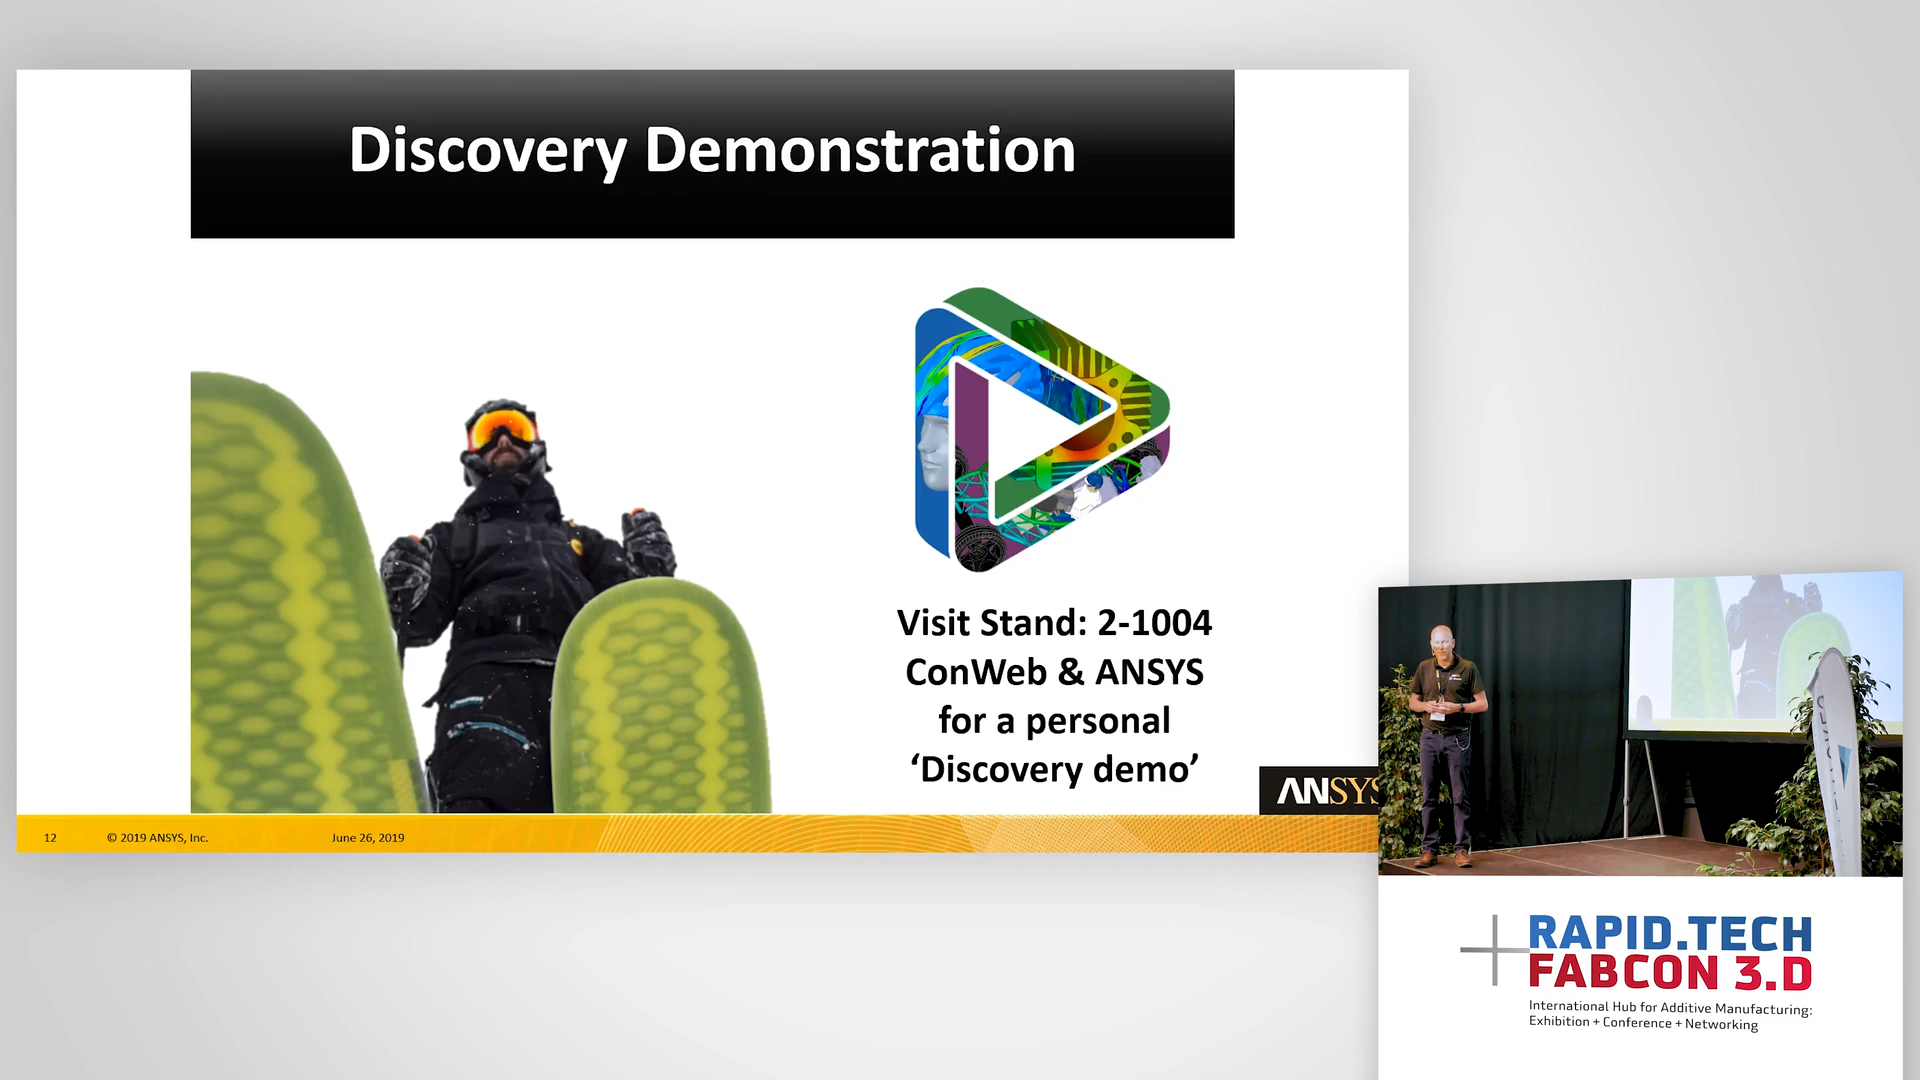 Discovery Demonstration
Visit Stand: 2-1004
ConWeb & ANSYS
for a personal
‘Discovery demo’
ANSYS
12
© 2019 ANSYS, Inc.
June 26, 2019
RAPID.TECH
FABCON 3.D
International Hub for Additive Manufacturing:
Exhibition + Conference + Networking